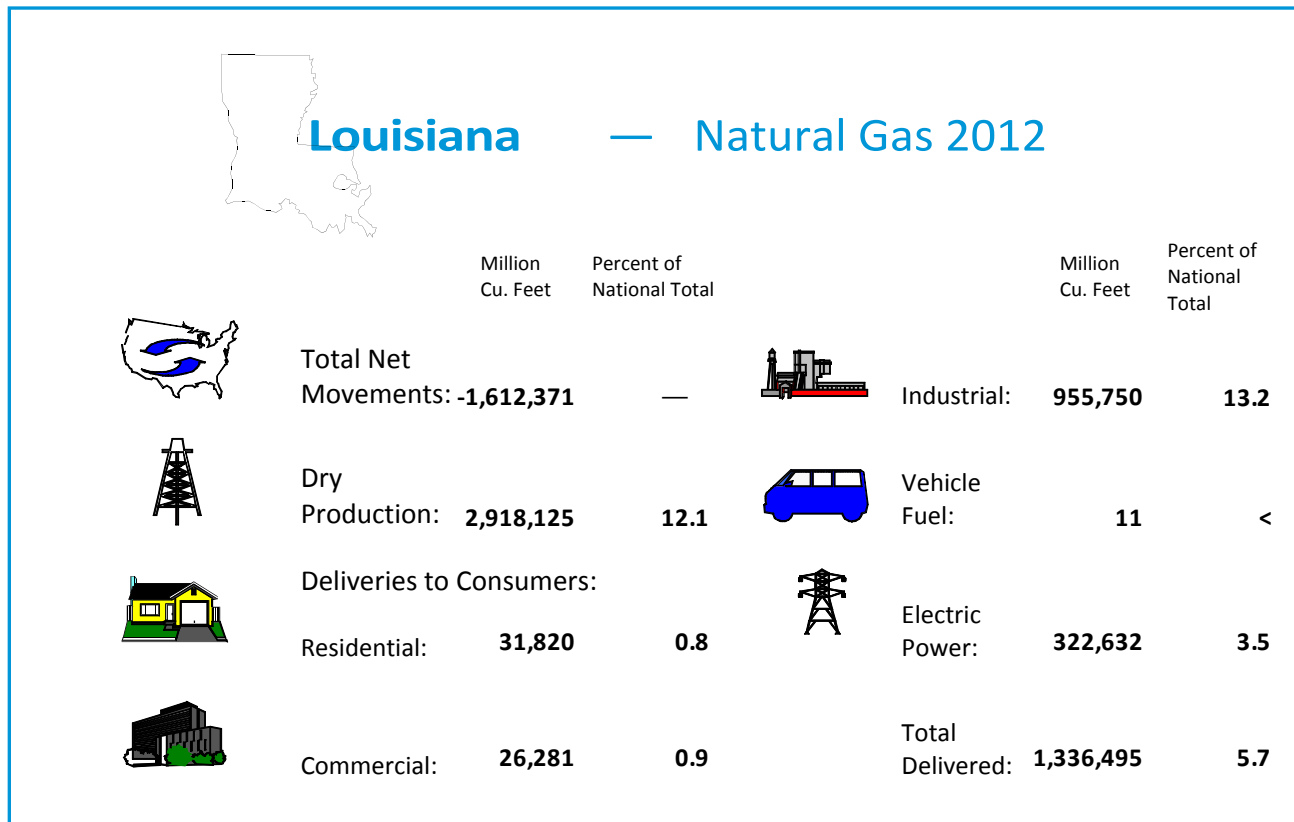 Louisiana — Natural Gas 2012
Million
Cu. Feet
Percent of
National Total
Million
Cu. Feet
Percent of
National
Total
Total Net
Movements: -1,612,371 —
Industrial: 955,750 13.2
Dry
Production: 2,918,125 12.1
Vehicle
Fuel: 11 <
Deliveries to Consumers:
Residential: 31,820 0.8
Electric
Power: 322,632 3.5
Commercial: 26,281 0.9
Total
Delivered: 1,336,495 5.7